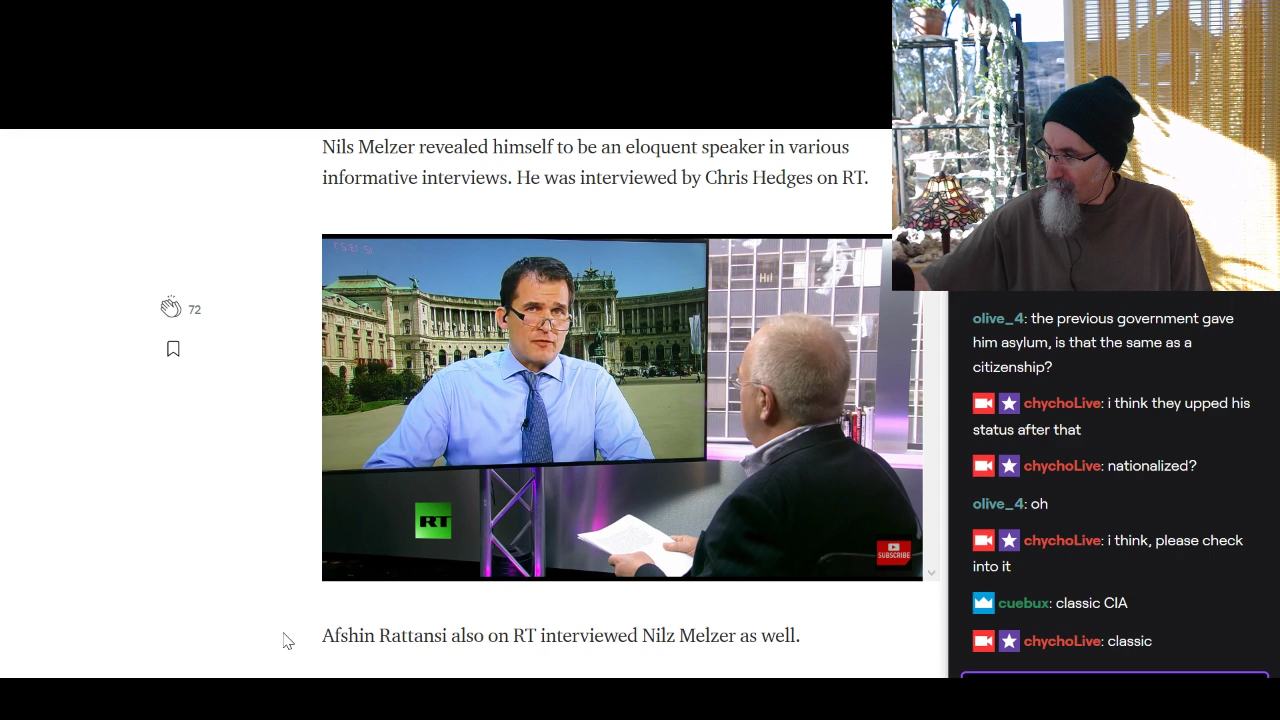 Nils Melzer revealed himself to be an eloquent speaker in various
informative interviews. He was interviewed by Chris Hedges on RT.
72
Hi!
RT
SUBSCRIBE
Afshin Rattansi also on RT interviewed Nilz Melzer as well.
olive_4: the previous government gave
him asylum, is that the same as a
citizenship?
chychoLive: i think they upped his
status after that
chychoLive: nationalized?
olive_4: oh
chychoLive: i think, please check
into it
cuebux: classic CIA
chychoLive: classic